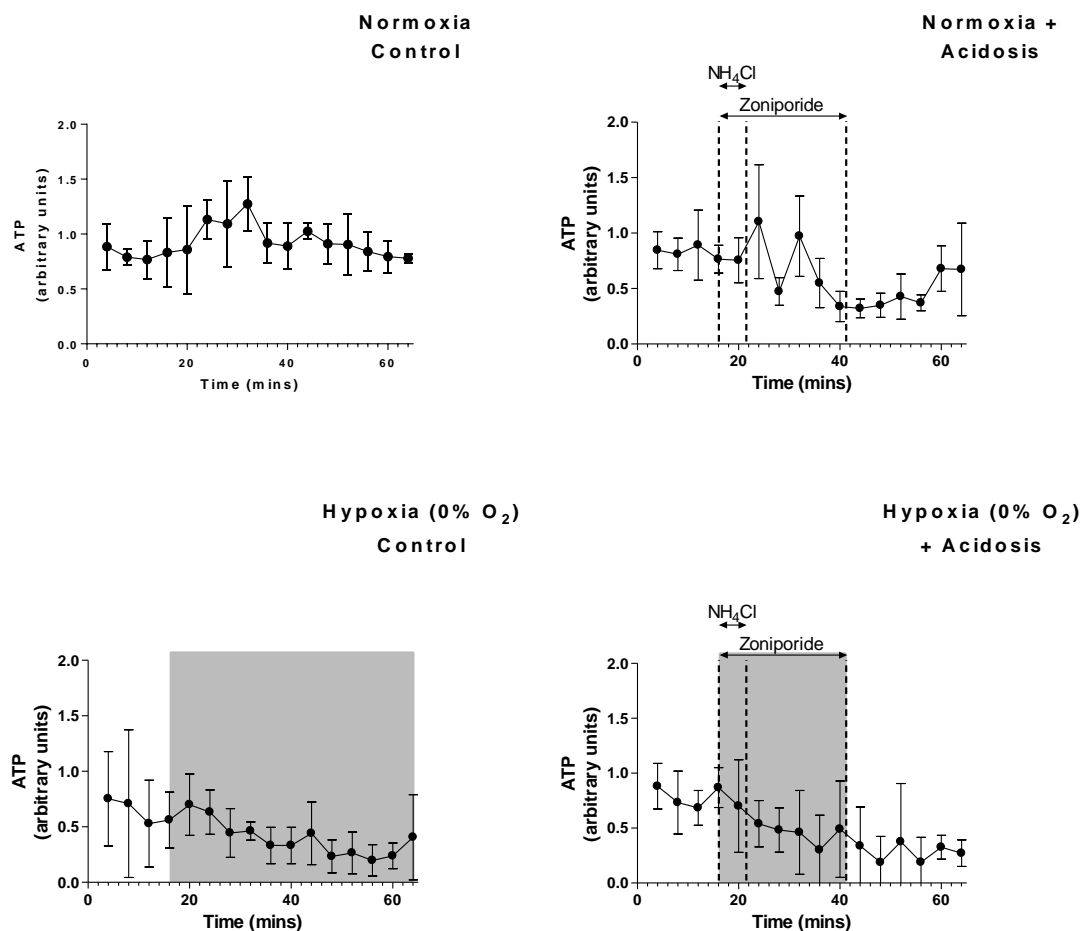 Normoxia
Control
2.0
1.5
1.0
0.5
0.0
ATP
(arbitrary units)
0
20
40
60
Time (mins)
Normoxia +
Acidosis
NH₄Cl
Zoniporide
2.0
1.5
1.0
0.5
0.0
ATP
(arbitrary units)
0
20
40
60
Time (mins)
Hypoxia (0% O₂)
Control
2.0
1.5
1.0
0.5
0.0
ATP
(arbitrary units)
0
20
40
60
Time (mins)
Hypoxia (0% O₂)
+ Acidosis
NH₄Cl
Zoniporide
2.0
1.5
1.0
0.5
0.0
ATP
(arbitrary units)
0
20
40
60
Time (mins)